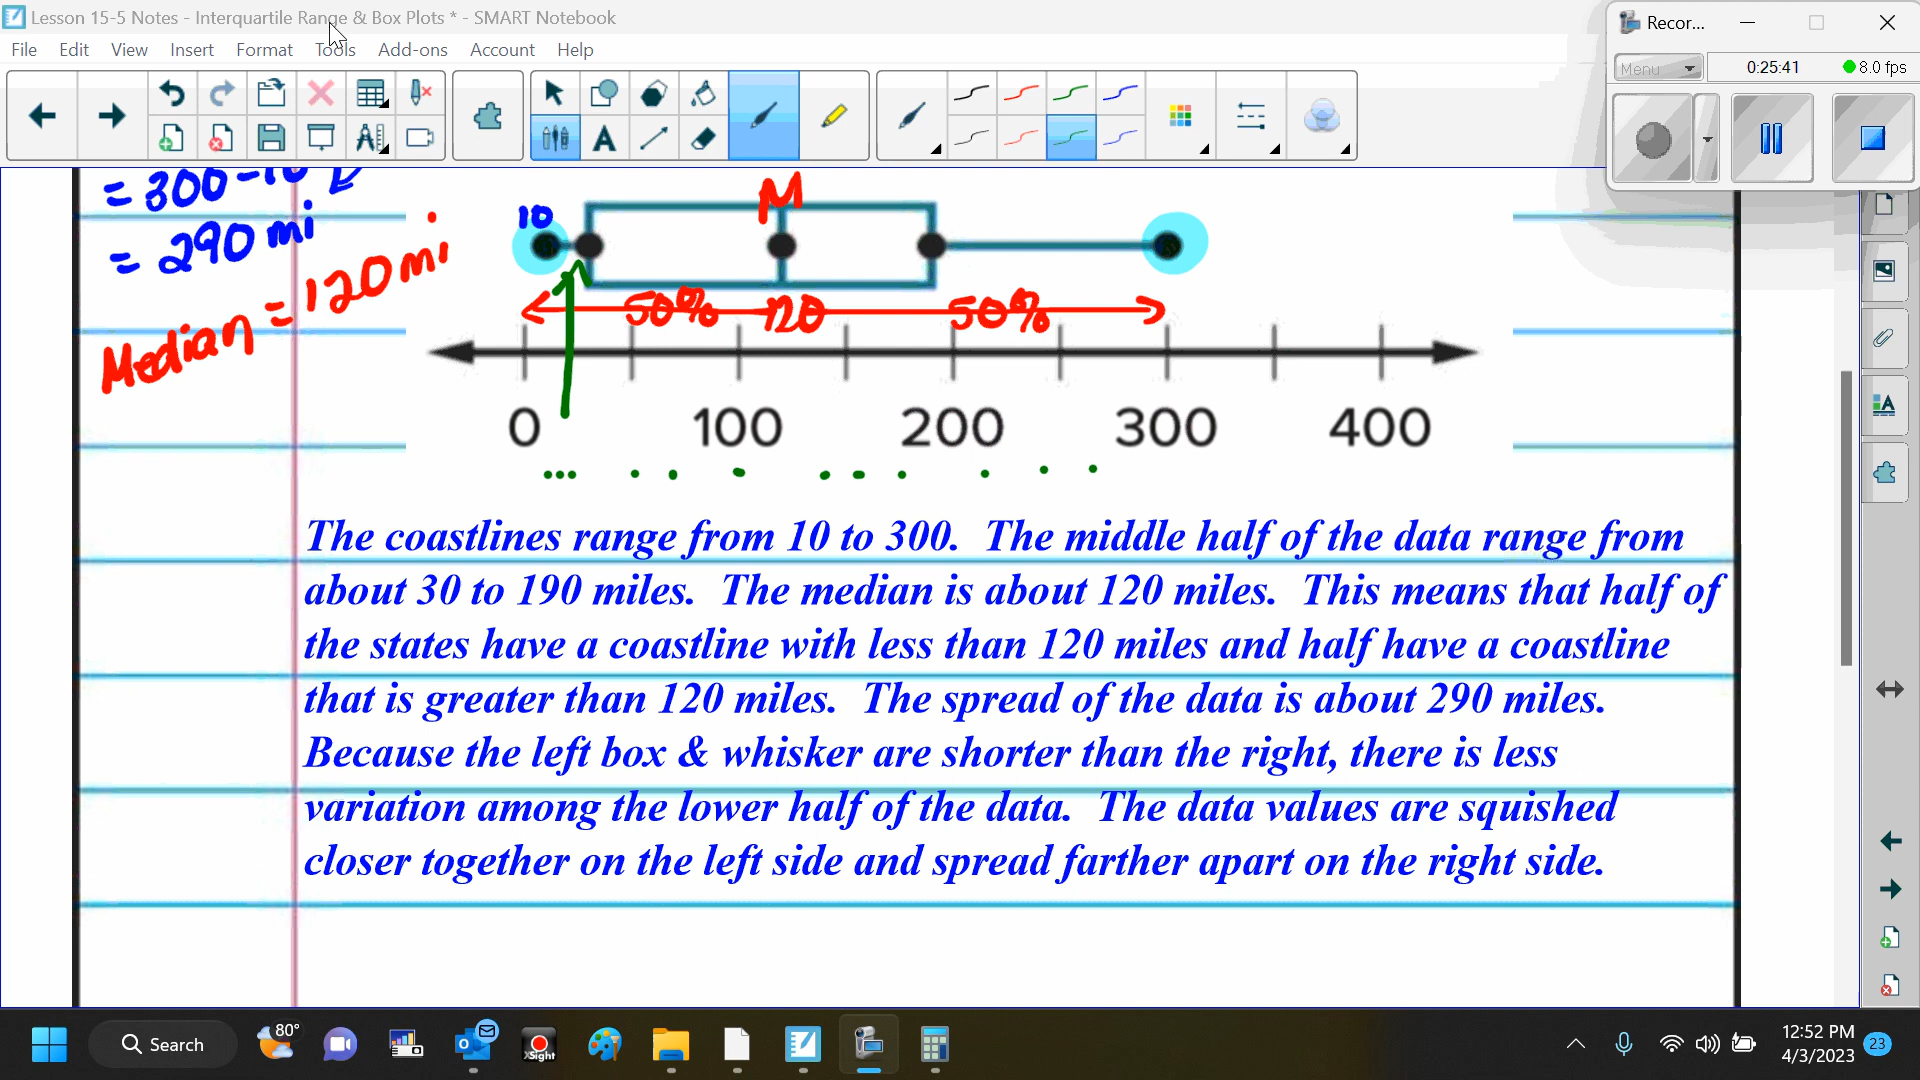 Lesson 15-5 Notes - Interquartile Range & Box Plots * - SMART Notebook
Recor...
File Edit View Insert Format Tools Add-ons Account Help
Menu 0:25:41 8.0 fps
= 300-10
= 290 mi
Median = 120 mi
10 M
50% 120 50%
0 100 200 300 400
The coastlines range from 10 to 300. The middle half of the data range from
about 30 to 190 miles. The median is about 120 miles. This means that half of
the states have a coastline with less than 120 miles and half have a coastline
that is greater than 120 miles. The spread of the data is about 290 miles.
Because the left box & whisker are shorter than the right, there is less
variation among the lower half of the data. The data values are squished
closer together on the left side and spread farther apart on the right side.
80°
Search
XSight
12:52 PM
4/3/2023
23